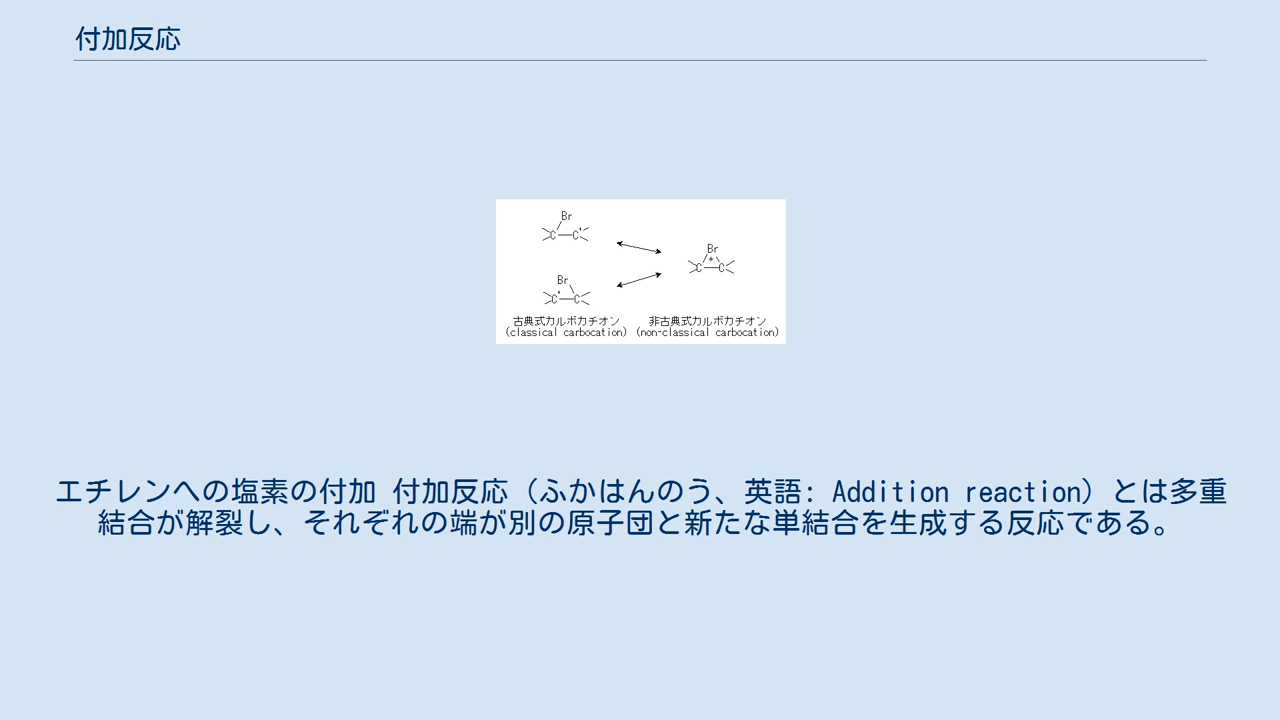 付加反応
Br
C C+
Br
+
C C
Br
C+ C
古典式カルボカチオン 非古典式カルボカチオン
(classical carbocation) (non-classical carbocation)
エチレンへの塩素の付加 付加反応（ふかはんのう、英語: Addition reaction）とは多重
結合が解裂し、それぞれの端が別の原子団と新たな単結合を生成する反応である。